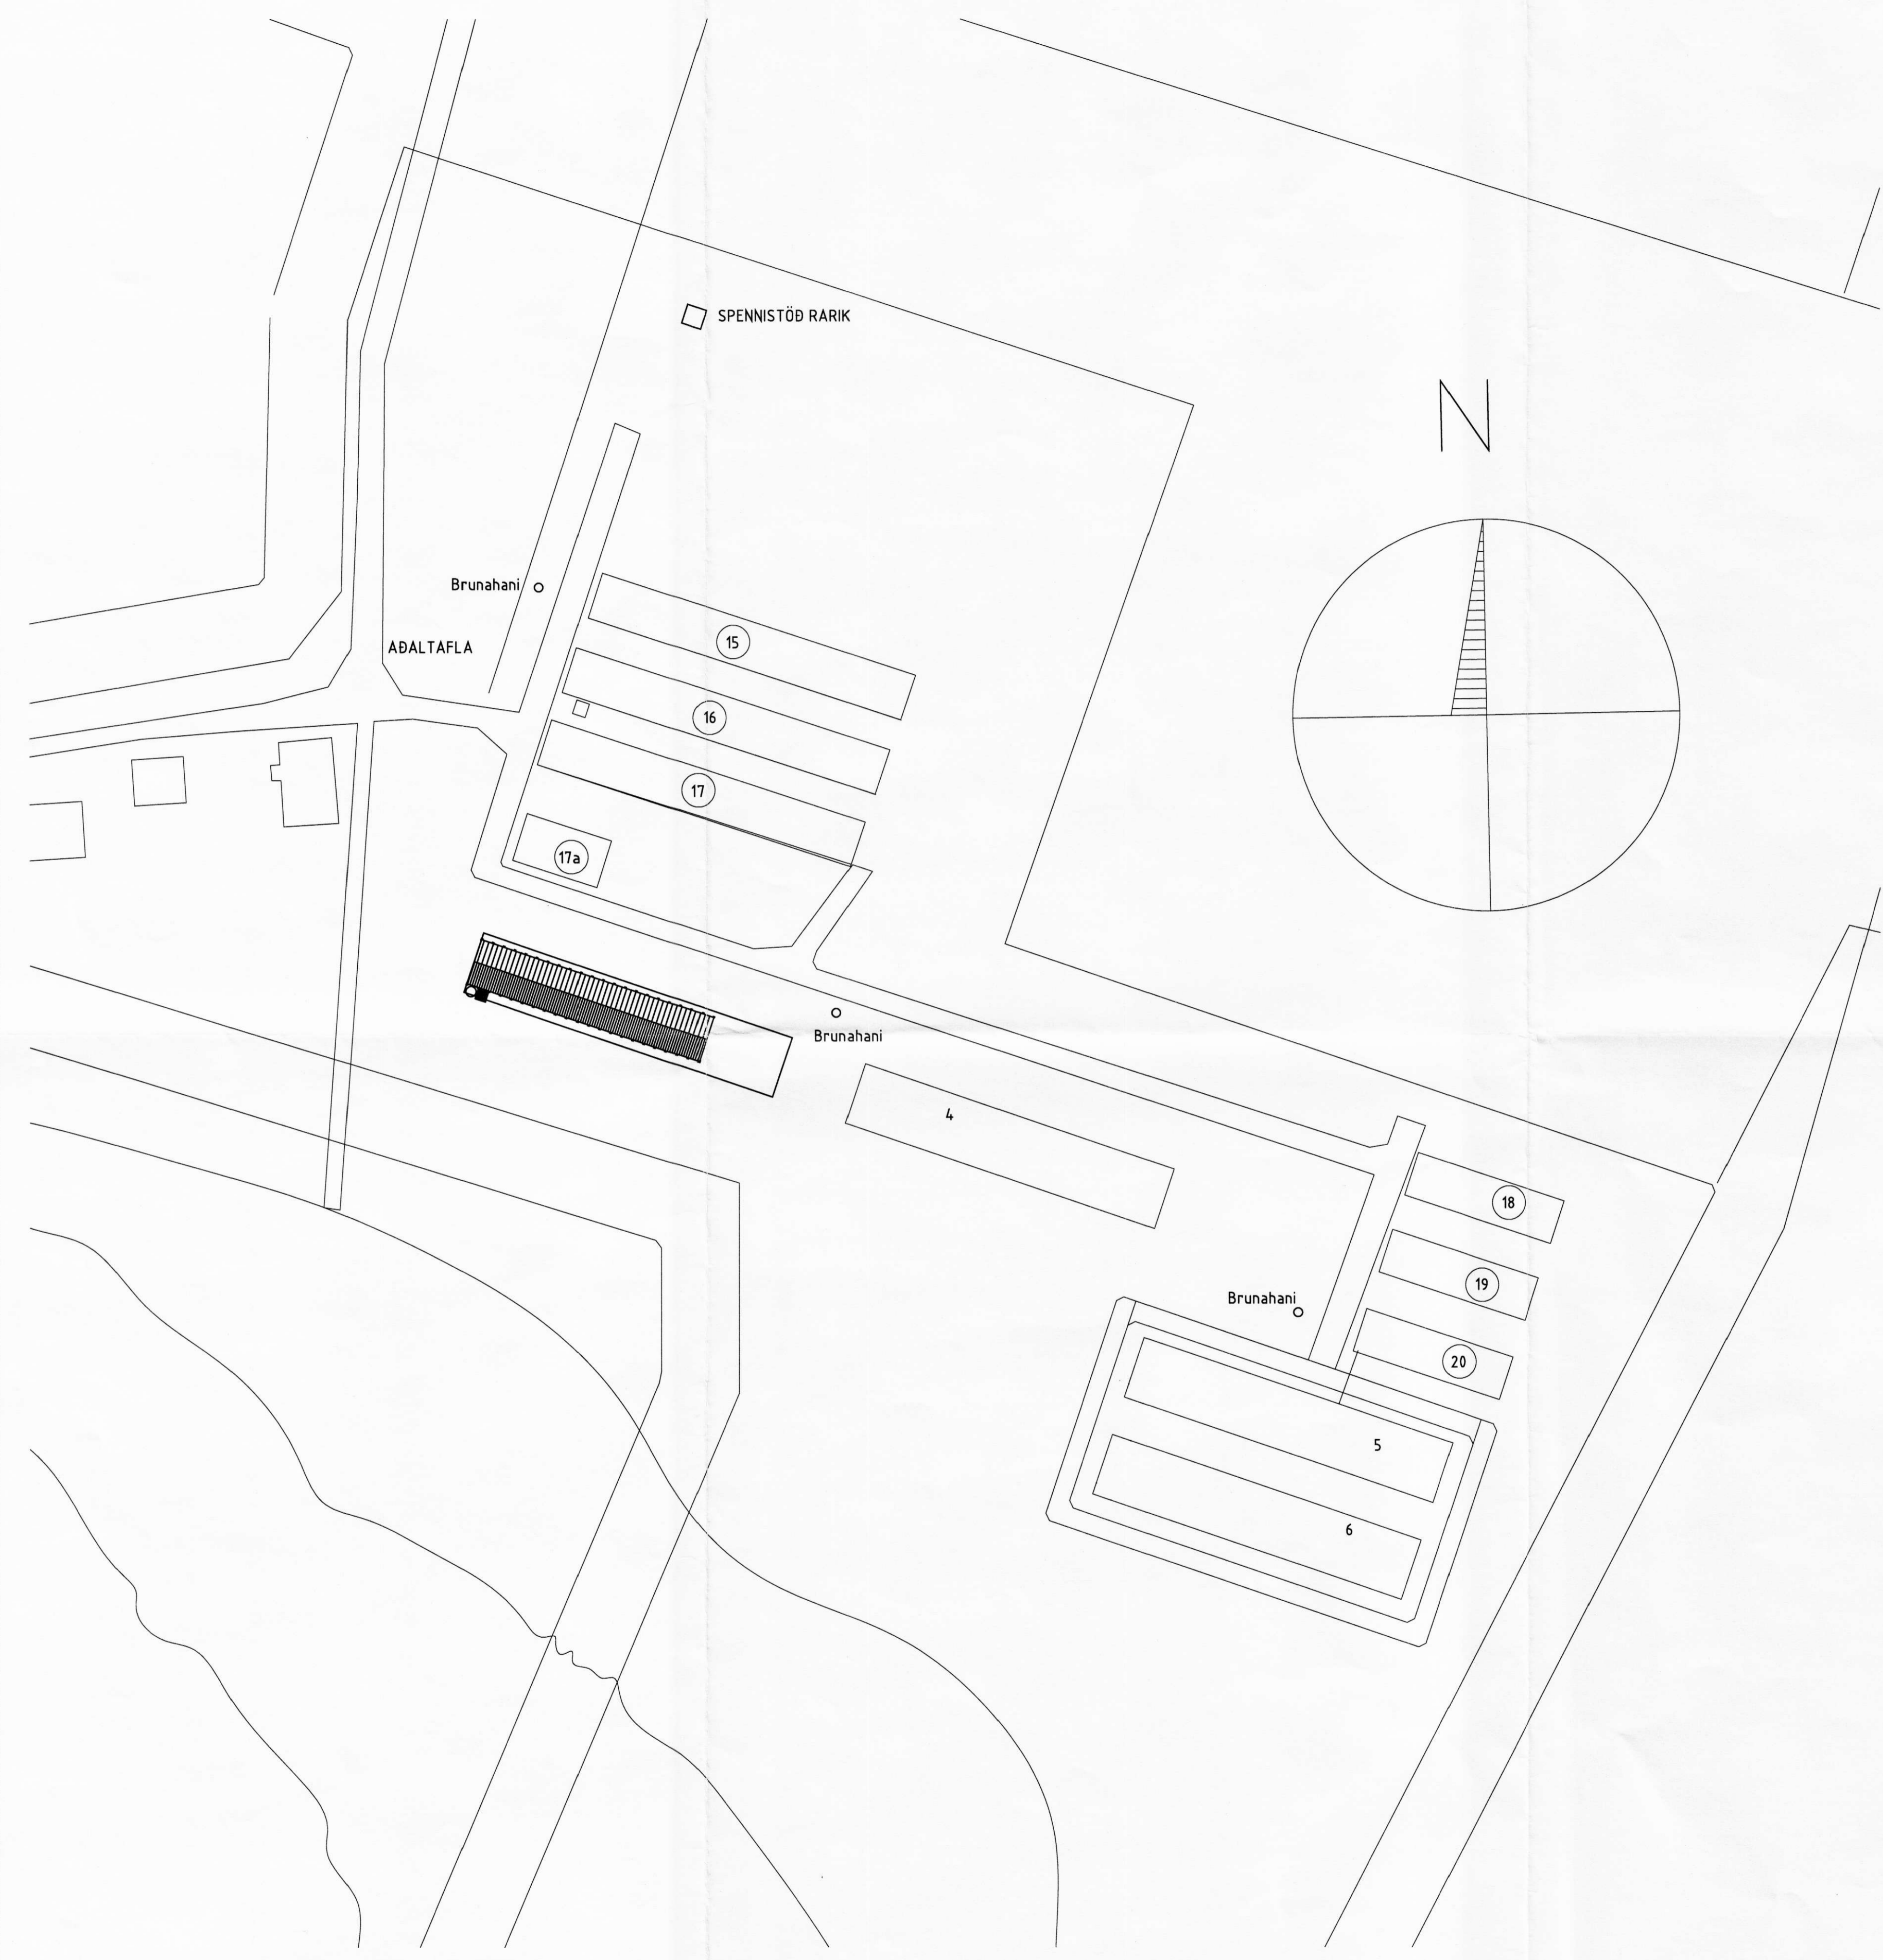 SPENNISTÖÐ RARIK
N
Brunahani
15
AÐALTAFLA
16
17
17a
Brunahani
4
18
19
Brunahani
20
5
6